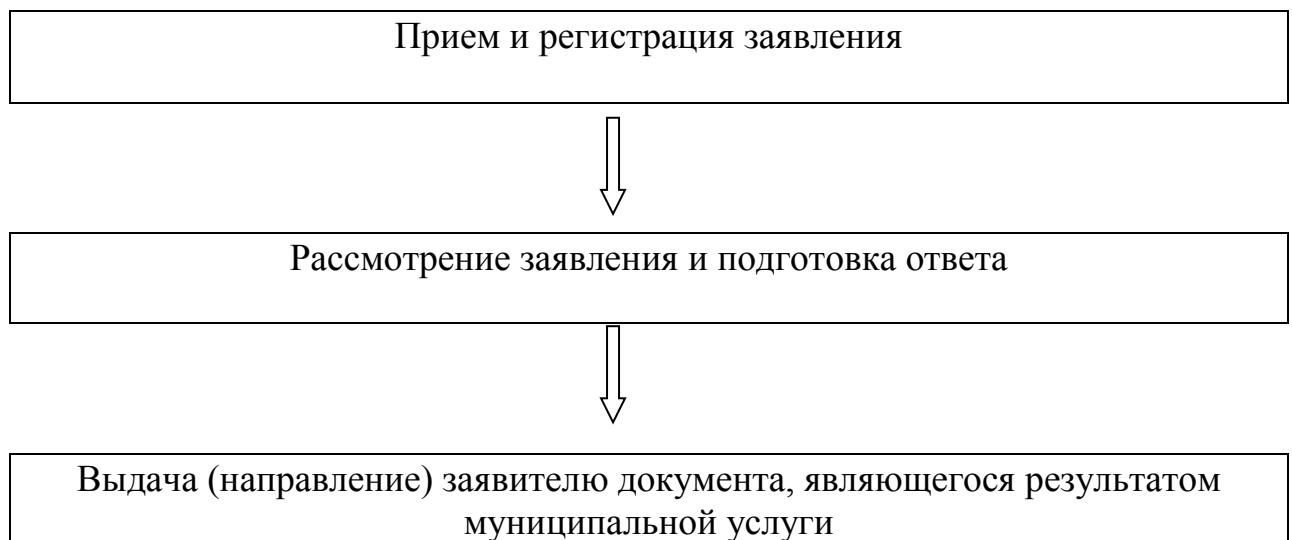 Прием и регистрация заявления
Рассмотрение заявления и подготовка ответа
Выдача (направление) заявителю документа, являющегося результатом
муниципальной услуги